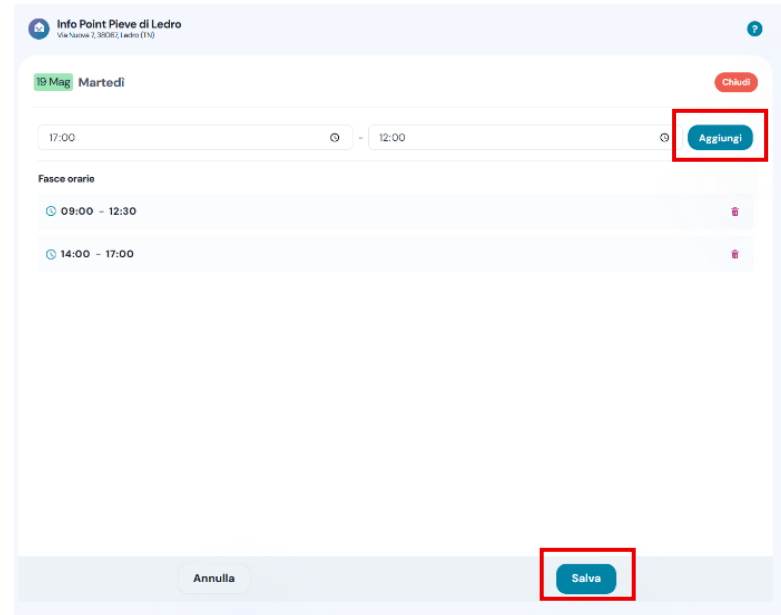 Info Point Pieve di Ledro
Via Nuova 7, 38067, Ledro (TN)
?
19 Mag Martedì
Chiudi
17:00 - 12:00 Aggiungi
Fasce orarie
09:00 - 12:30
14:00 - 17:00
Annulla Salva